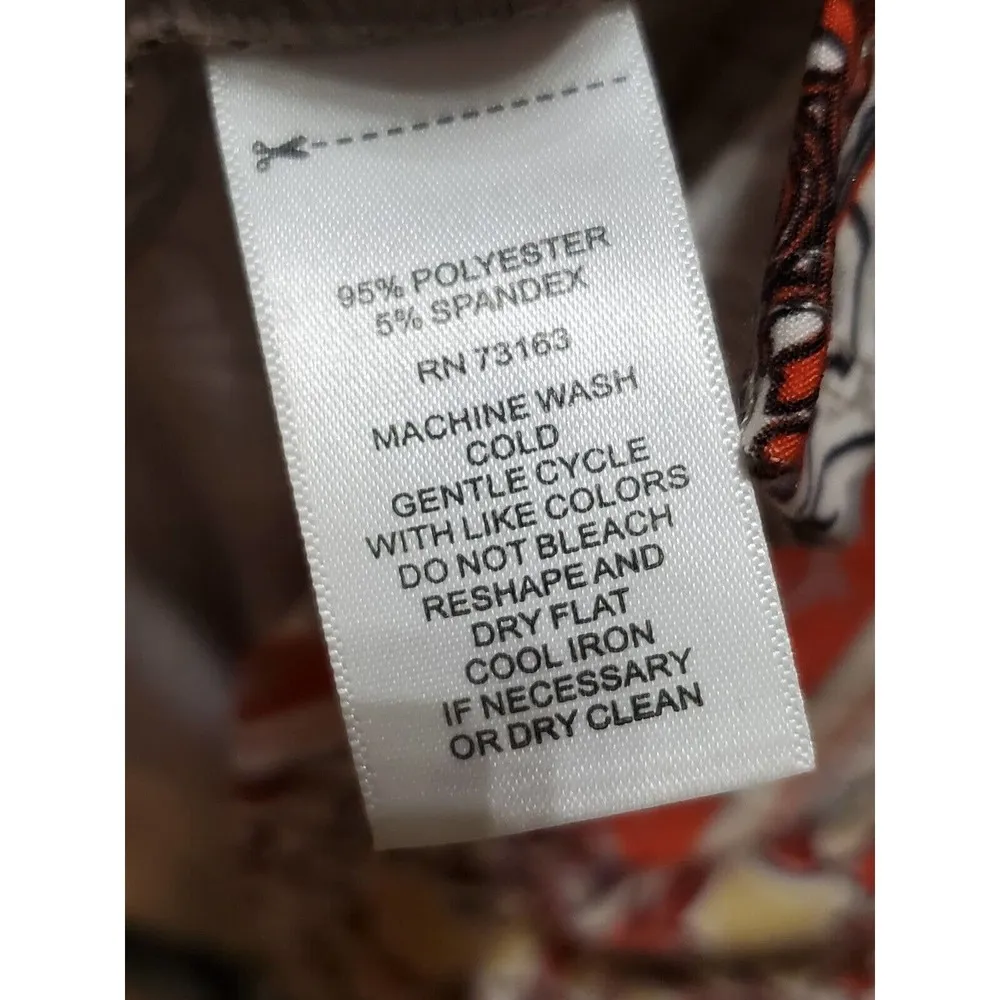 95% POLYESTER
5% SPANDEX
RN 73163
MACHINE WASH
COLD
GENTLE CYCLE
WITH LIKE COLORS
DO NOT BLEACH
RESHAPE AND
DRY FLAT
COOL IRON
IF NECESSARY
OR DRY CLEAN